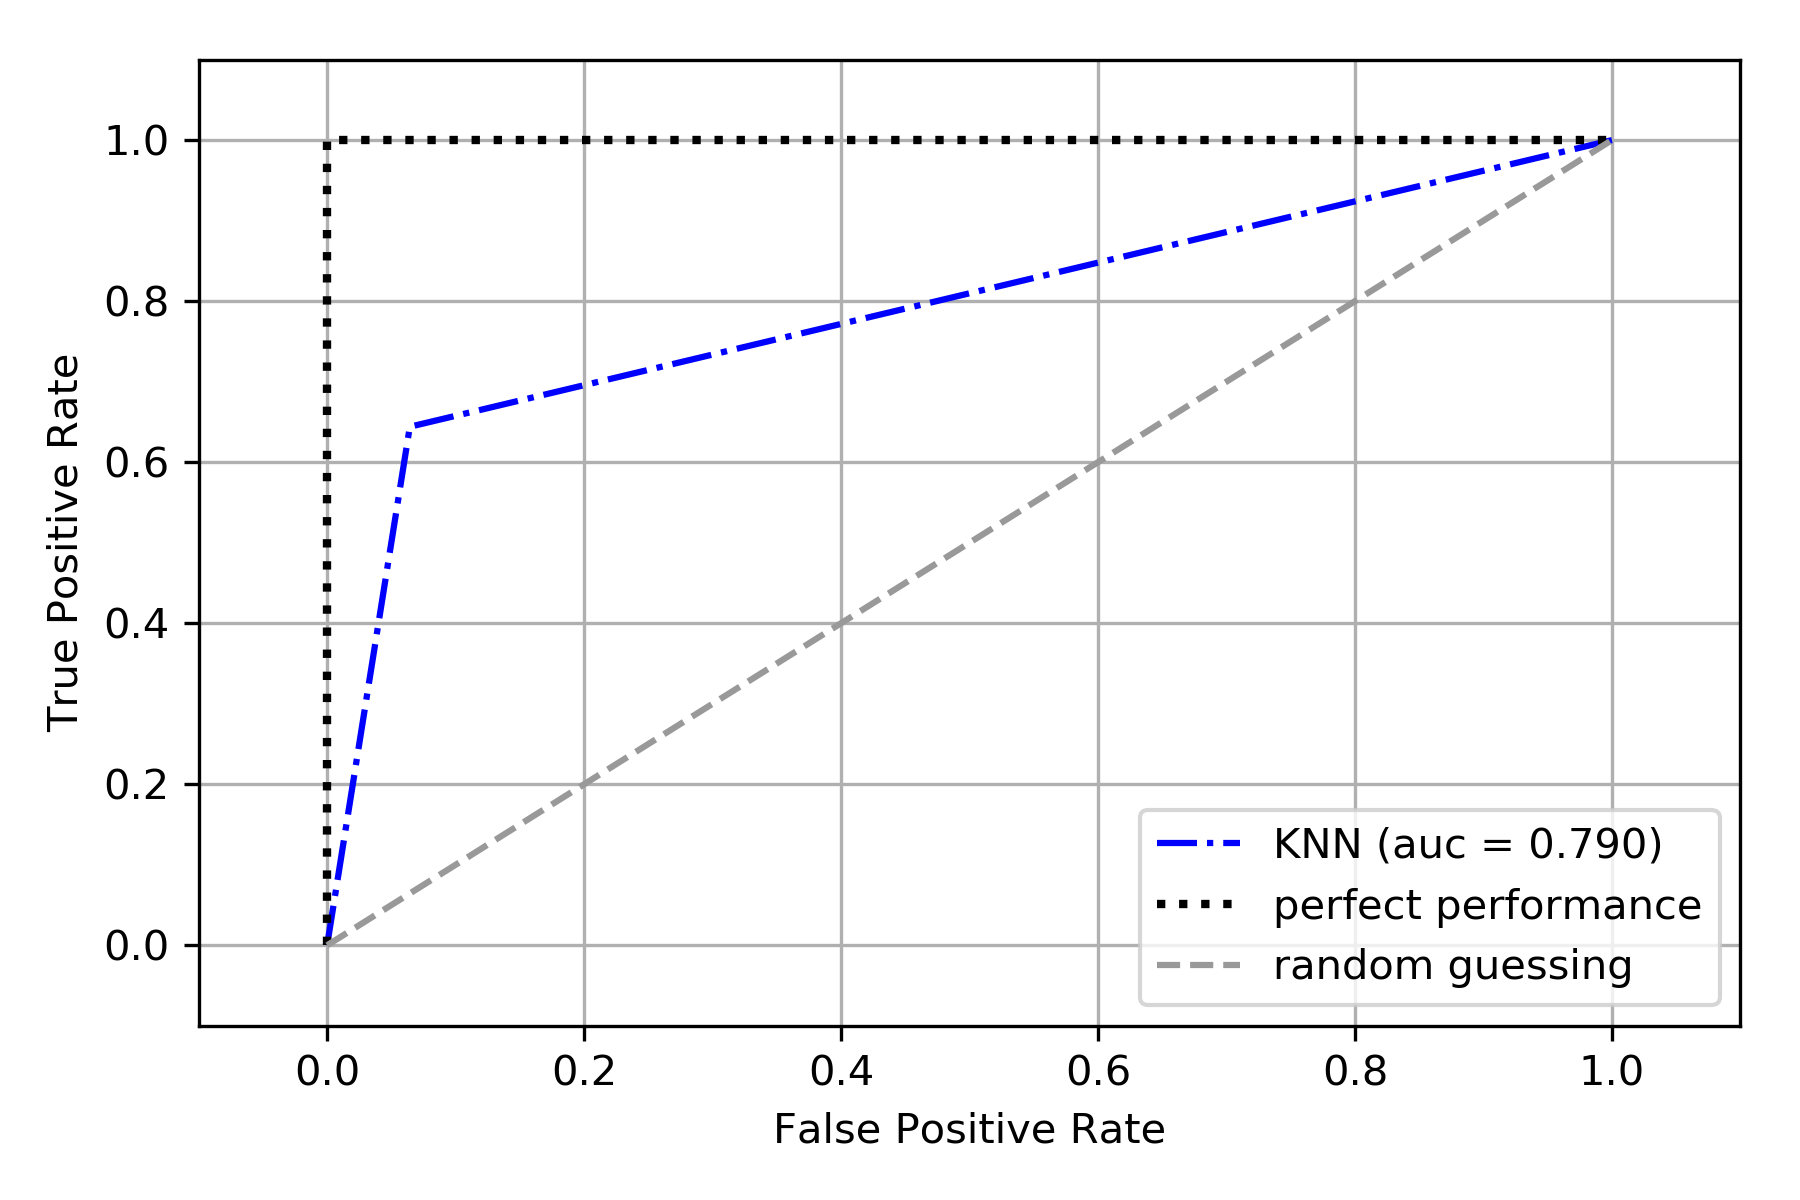 1.0
0.8
0.6
0.4
0.2
0.0
True Positive Rate
KNN (auc = 0.790)
perfect performance
random guessing
0.0 0.2 0.4 0.6 0.8 1.0
False Positive Rate